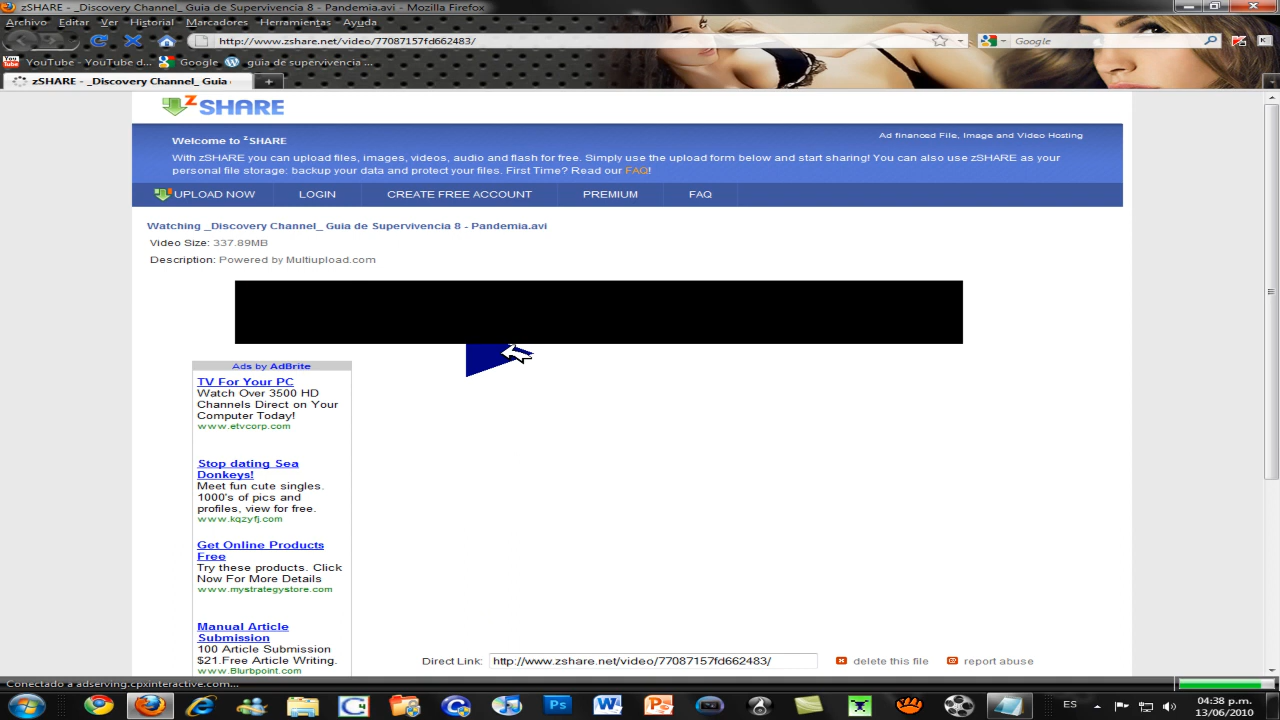 zSHARE - _Discovery Channel_ Guia de Supervivencia 8 - Pandemia.avi - Mozilla Firefox
Archivo Editar Ver Historial Marcadores Herramientas Ayuda
http://www.zshare.net/video/77087157fd662483/
Google
You Tube YouTube - YouTube d... Google guia de supervivencia ...
zSHARE - _Discovery Channel_ Guia
zSHARE
Welcome to zSHARE
Ad financed File, Image and Video Hosting
With zSHARE you can upload files, images, videos, audio and flash for free. Simply use the upload form below and start sharing! You can also use zSHARE as your
personal file storage: backup your data and protect your files. First Time? Read our FAQ!
UPLOAD NOW LOGIN CREATE FREE ACCOUNT PREMIUM FAQ
Watching _Discovery Channel_ Guia de Supervivencia 8 - Pandemia.avi
Video Size: 337.89MB
Description: Powered by Multiupload.com
Ads by AdBrite
TV For Your PC
Watch Over 3500 HD
Channels Direct on Your
Computer Today!
www.etvcorp.com
Stop dating Sea
Donkeys!
Meet fun cute singles.
1000's of pics and
profiles, view for free.
www.kqzyfj.com
Get Online Products
Free
Try these products. Click
Now For More Details
www.mystrategystore.com
Manual Article
Submission
100 Article Submission
$21.Free Article Writing.
www.Blurbpoint.com
Direct Link: http://www.zshare.net/video/77087157fd662483/ delete this file report abuse
Conectado a adserving.cpxinteractive.com...
ES
04:38 p.m.
13/06/2010